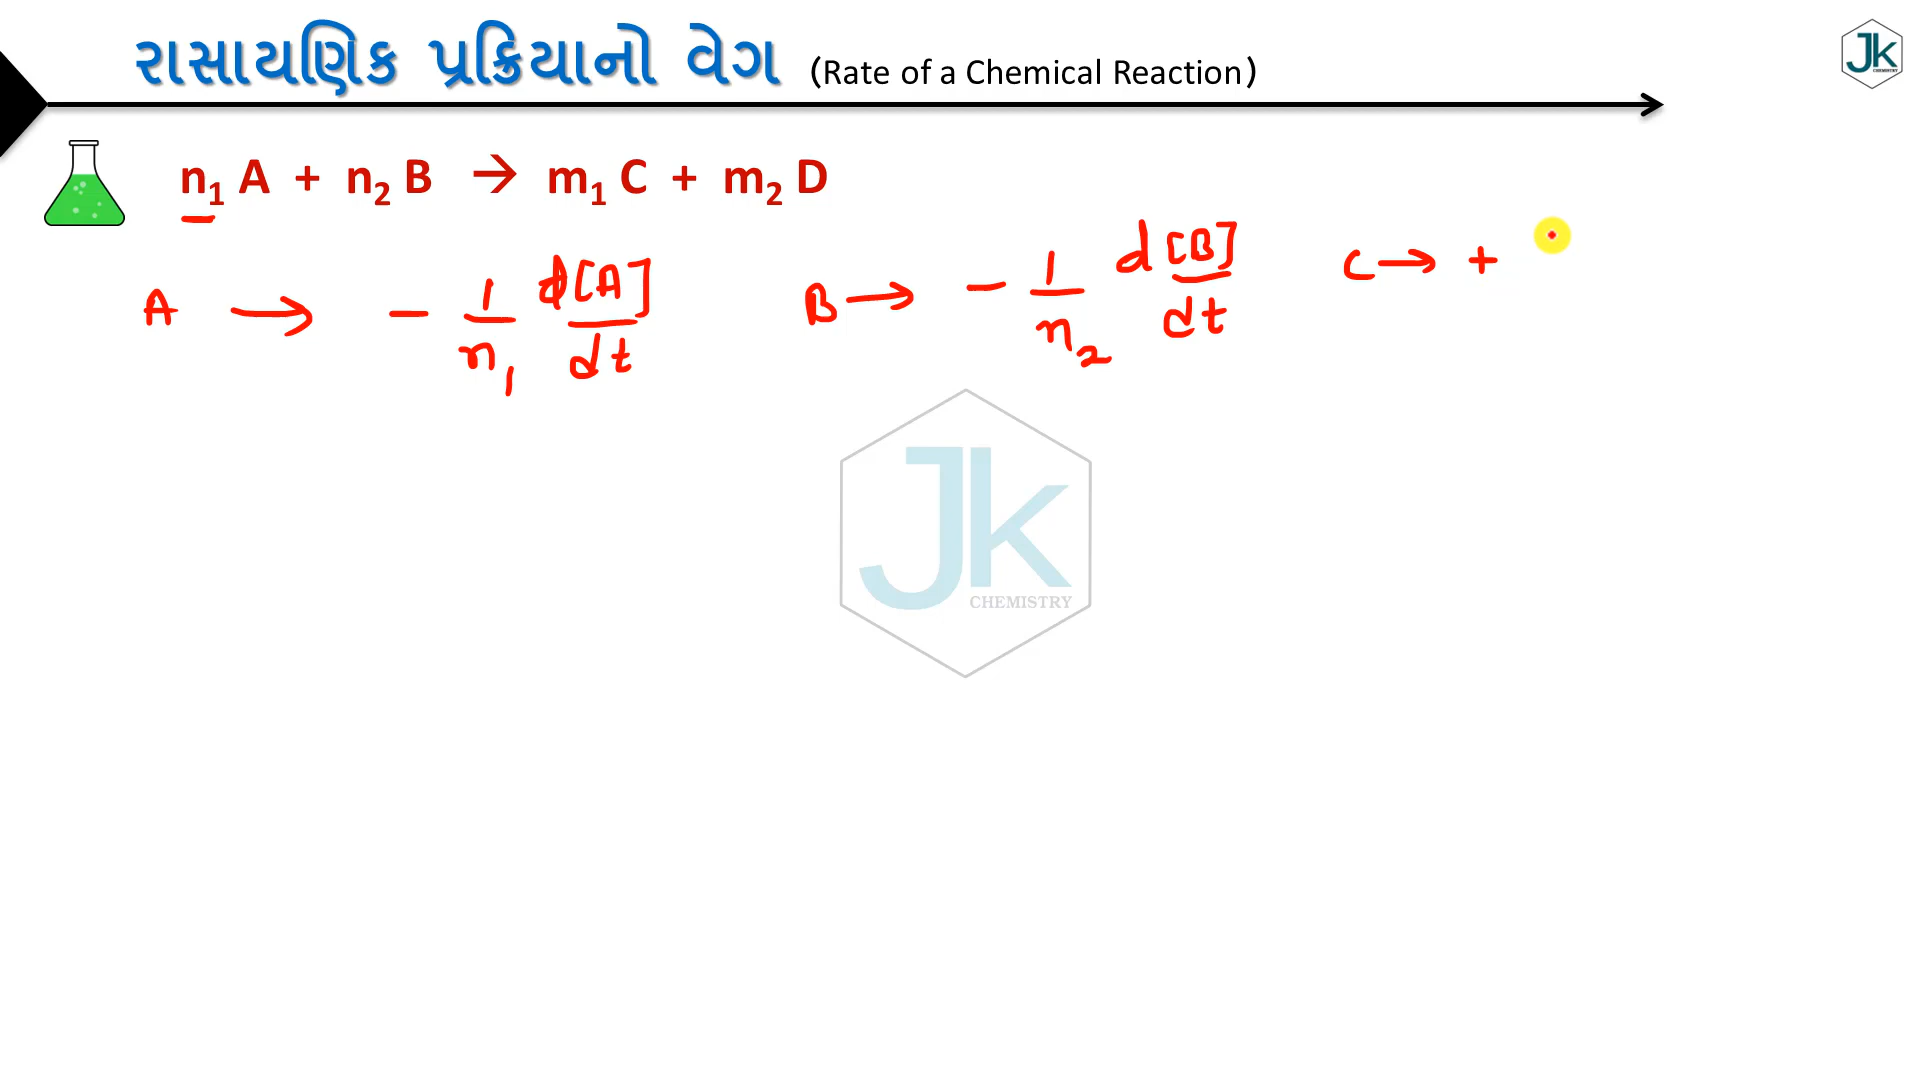 રાસાયણિક પ્રક્રિયાનો વેગ (Rate of a Chemical Reaction)
JK CHEMISTRY
n₁ A + n₂ B → m₁ C + m₂ D
A → - 1/n₁ d[A]/dt B → - 1/n₂ d[B]/dt C → +
JK
CHEMISTRY